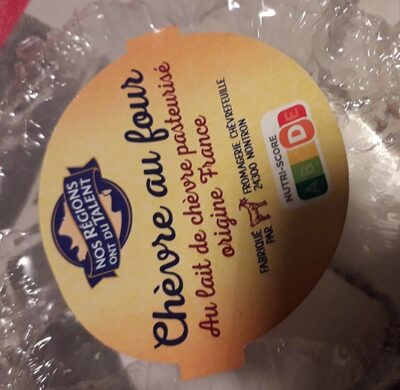 NOS RÉGIONS
ONT DU TALENT
Chèvre au four
Au lait de chèvre pasteurisé
origine France
FABRIQUÉ PAR
FROMAGERIE CHÈVREFEUILLE
24300 NONTRON
NUTRI-SCORE
A B C D E